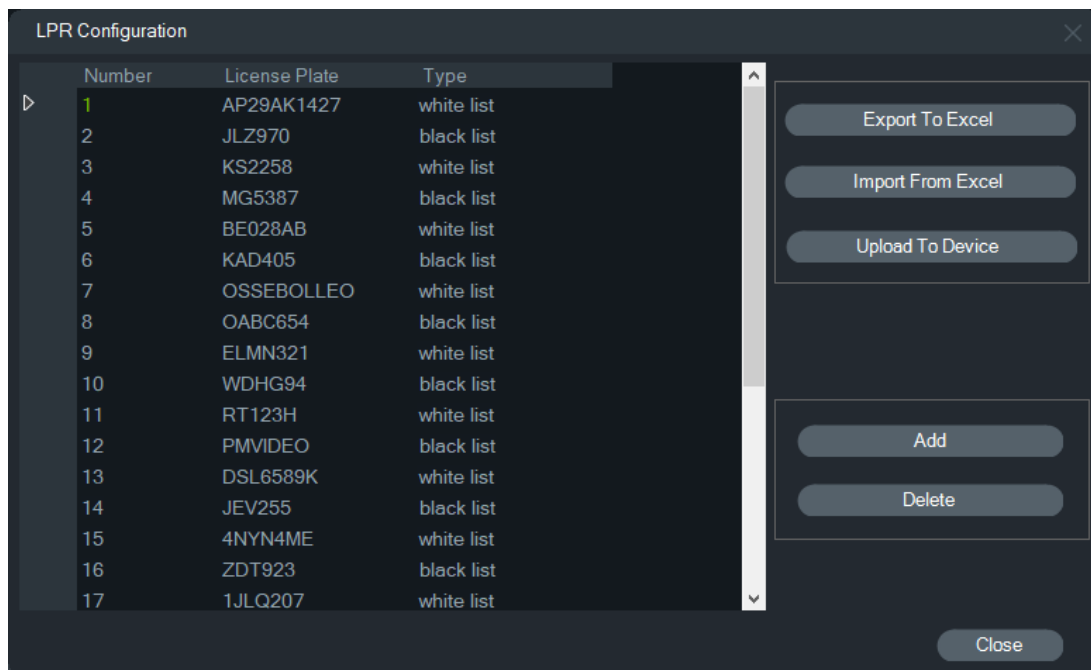 LPR Configuration
Number License Plate Type
1 AP29AK1427 white list
2 JLZ970 black list
3 KS2258 white list
4 MG5387 black list
5 BE028AB white list
6 KAD405 black list
7 OSSEBOLLEO white list
8 OABC654 black list
9 ELMN321 white list
10 WDHG94 black list
11 RT123H white list
12 PMVIDEO black list
13 DSL6589K white list
14 JEV255 black list
15 4NYN4ME white list
16 ZDT923 black list
17 1JLQ207 white list
Export To Excel
Import From Excel
Upload To Device
Add
Delete
Close